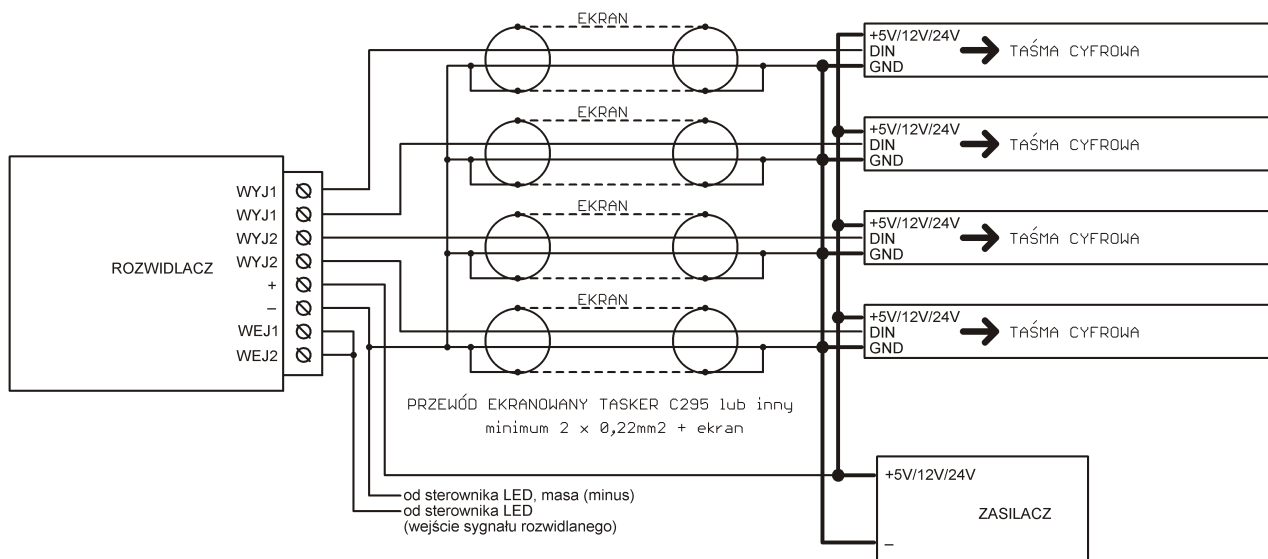 EKRAN
+5V/12V/24V
DIN
GND
TAŚMA CYFROWA
EKRAN
+5V/12V/24V
DIN
GND
TAŚMA CYFROWA
EKRAN
+5V/12V/24V
DIN
GND
TAŚMA CYFROWA
EKRAN
+5V/12V/24V
DIN
GND
TAŚMA CYFROWA
ROZWIDLACZ
WYJ1
WYJ1
WYJ2
WYJ2
+
–
WEJ1
WEJ2
PRZEWÓD EKRANOWANY TASKER C295 lub inny
minimum 2 x 0,22mm2 + ekran
od sterownika LED, masa (minus)
od sterownika LED
(wejście sygnału rozwidlanego)
+5V/12V/24V
ZASILACZ
–